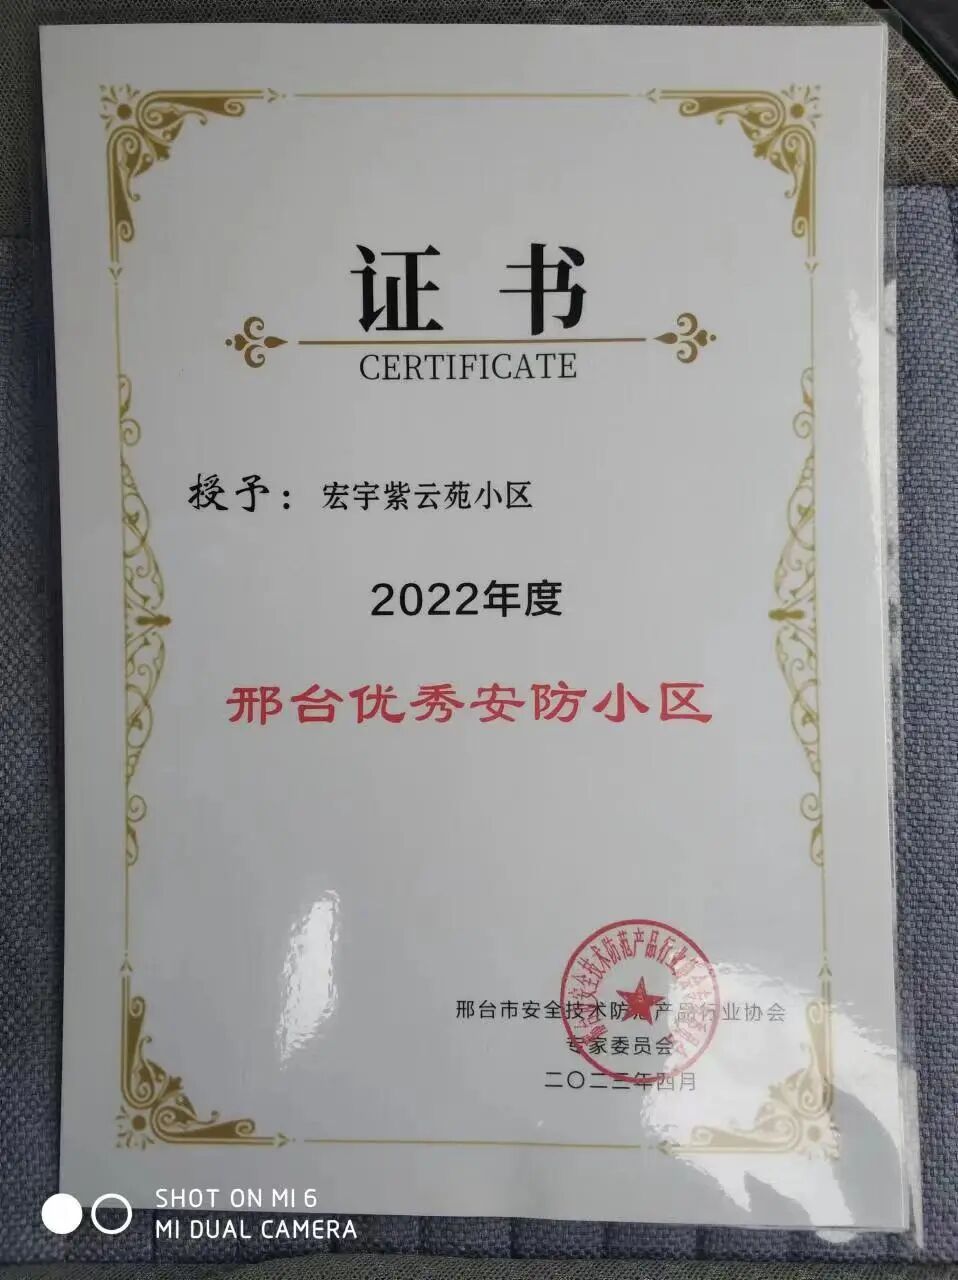 证书
CERTIFICATE
授予：宏宇紫云苑小区
2022年度
邢台优秀安防小区
邢台市安全技术防范产品行业协会
专家委员会
二〇二三年四月
SHOT ON MI 6
MI DUAL CAMERA